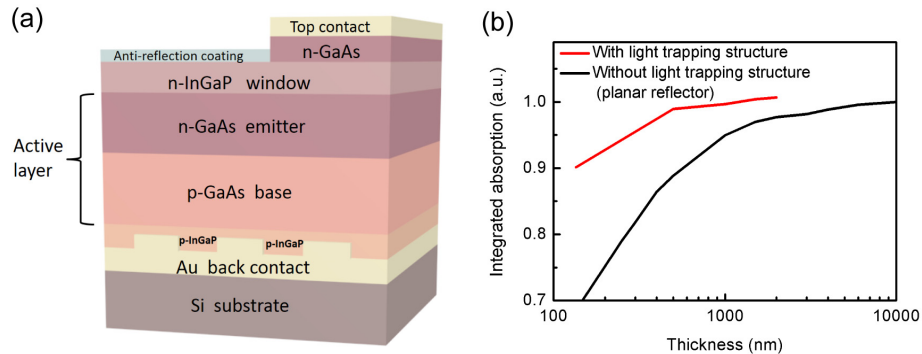 (a)
Top contact
Anti-reflection coating
n-GaAs
n-InGaP window
n-GaAs emitter
Active
layer
p-GaAs base
p-InGaP
p-InGaP
Au back contact
Si substrate
(b)
With light trapping structure
Without light trapping structure
(planar reflector)
Integrated absorption (a.u.)
1.0
0.9
0.8
0.7
100
1000
10000
Thickness (nm)